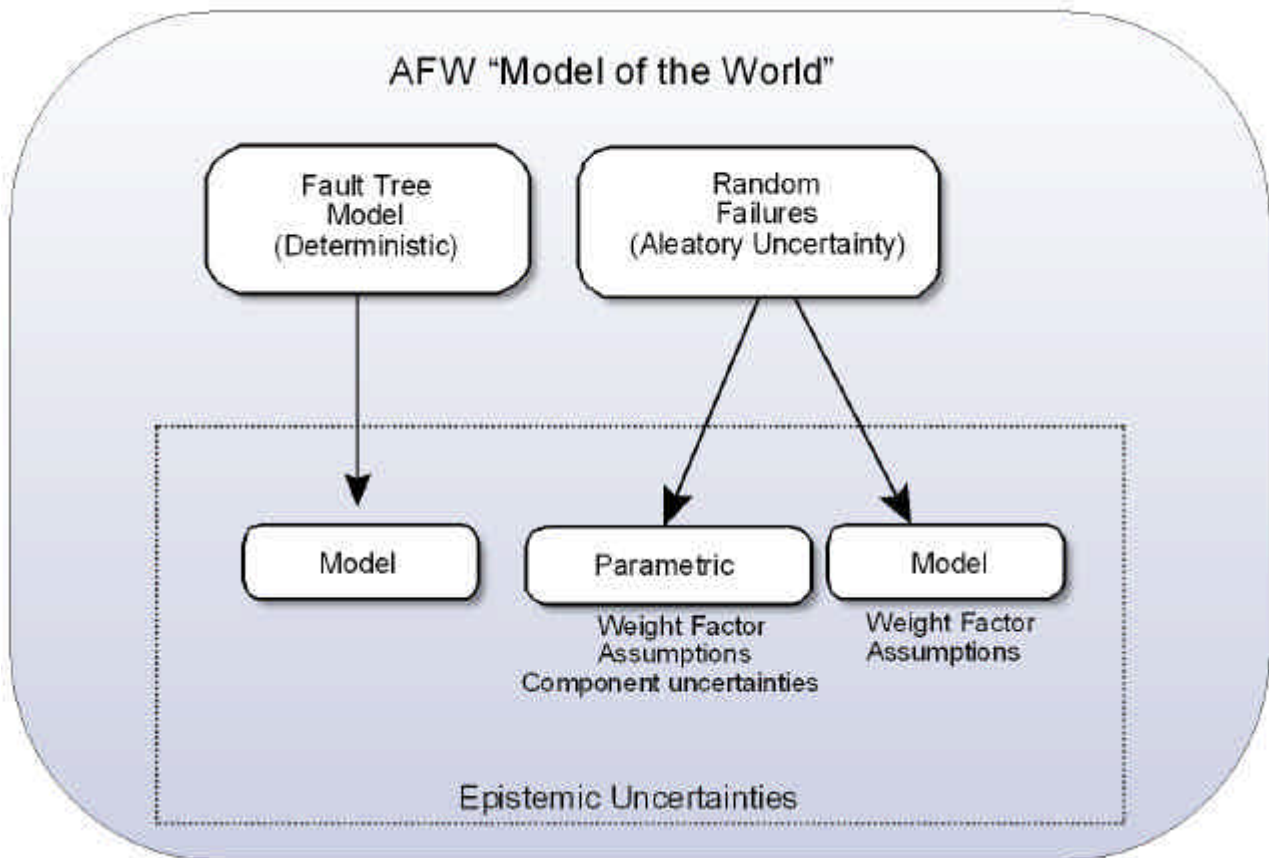 AFW “Model of the World”
Fault Tree
Model
(Deterministic)
Random
Failures
(Aleatory Uncertainty)
Model
Parametric
Model
Weight Factor
Assumptions
Component uncertainties
Weight Factor
Assumptions
Epistemic Uncertainties